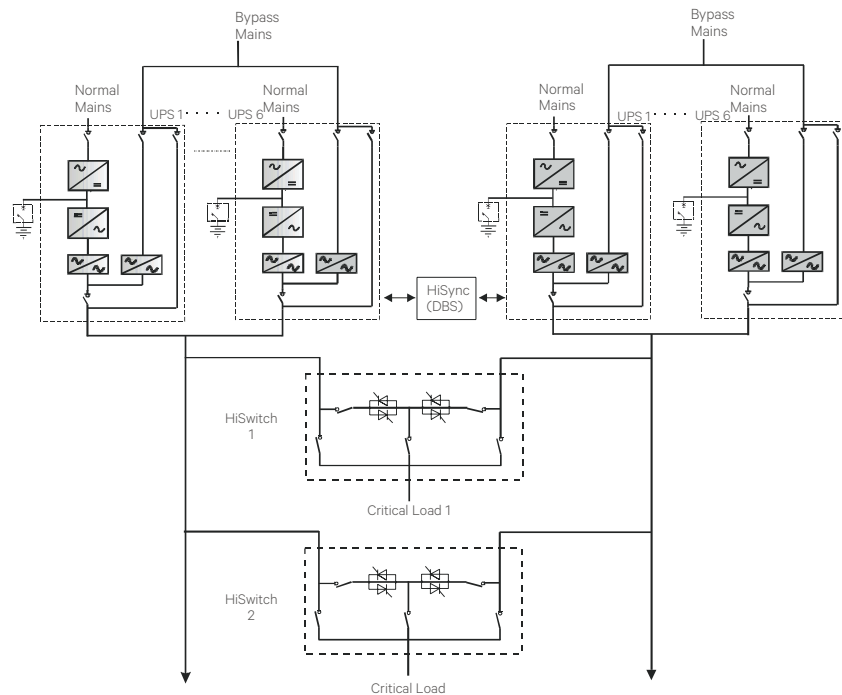 Bypass
Mains
Bypass
Mains
Normal
Mains
UPS 1
UPS 6
Normal
Mains
Normal
Mains
UPS 1
UPS 6
Normal
Mains
HiSync
(DBS)
HiSwitch
1
Critical Load 1
HiSwitch
2
Critical Load